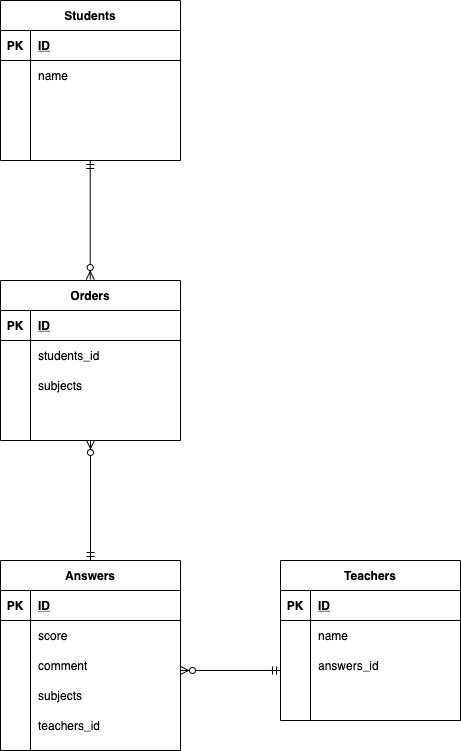 Students
PK ID
name
Orders
PK ID
students_id
subjects
Answers
PK ID
score
comment
subjects
teachers_id
Teachers
PK ID
name
answers_id